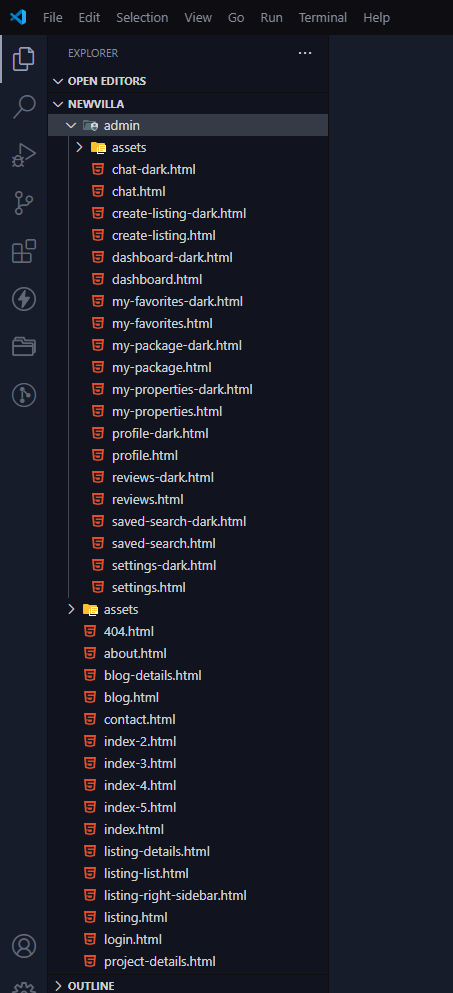 File Edit Selection View Go Run Terminal Help
EXPLORER
OPEN EDITORS
NEWVILLA
admin
assets
chat-dark.html
chat.html
create-listing-dark.html
create-listing.html
dashboard-dark.html
dashboard.html
my-favorites-dark.html
my-favorites.html
my-package-dark.html
my-package.html
my-properties-dark.html
my-properties.html
profile-dark.html
profile.html
reviews-dark.html
reviews.html
saved-search-dark.html
saved-search.html
settings-dark.html
settings.html
assets
404.html
about.html
blog-details.html
blog.html
contact.html
index-2.html
index-3.html
index-4.html
index-5.html
index.html
listing-details.html
listing-list.html
listing-right-sidebar.html
listing.html
login.html
project-details.html
OUTLINE